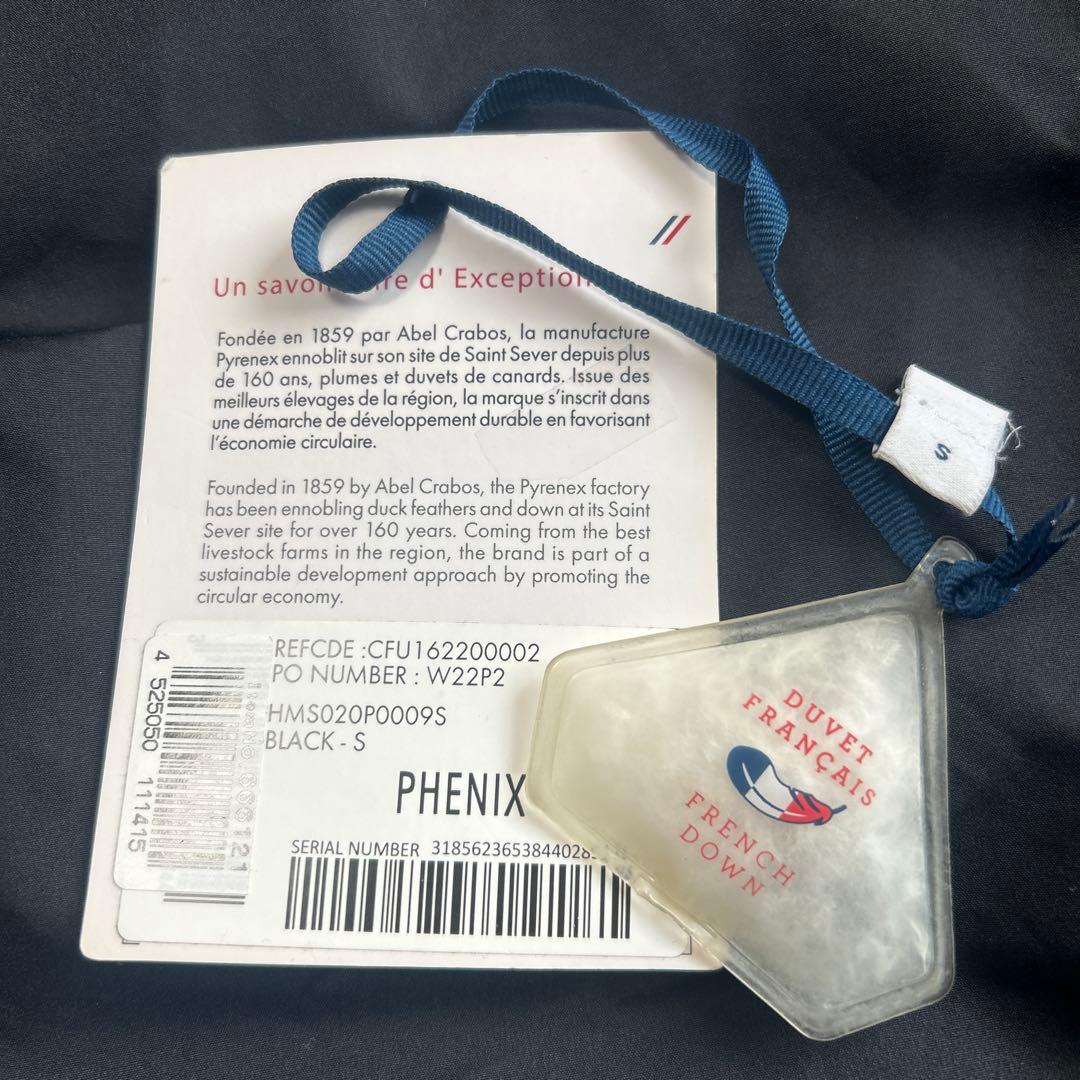 Un savoir d' Exception
Fondée en 1859 par Abel Crabos, la manufacture
Pyrenex ennoblit sur son site de Saint Sever depuis plus
de 160 ans, plumes et duvets de canards. Issue des
meilleurs élevages de la région, la marque s'inscrit dans
une démarche de développement durable en favorisant
l'économie circulaire.
Founded in 1859 by Abel Crabos, the Pyrenex factory
has been ennobling duck feathers and down at its Saint
Sever site for over 160 years. Coming from the best
livestock farms in the region, the brand is part of a
sustainable development approach by promoting the
circular economy.
REFCDE :CFU162200002
PO NUMBER : W22P2
HMS020P0009S
BLACK - S
PHENIX
SERIAL NUMBER
4 525050 111415
S
DUVET
FRANÇAIS
FRENCH
DOWN